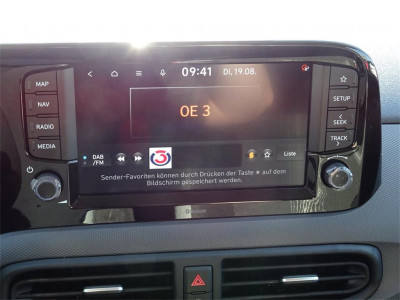 09:41 DI, 19.08.
MAP
NAV
RADIO
MEDIA
OE 3
SETUP
SEEK
TRACK
DAB
/FM
3
Liste
Sender-Favoriten können durch Drücken der Taste ★ auf dem
Bildschirm gespeichert werden.